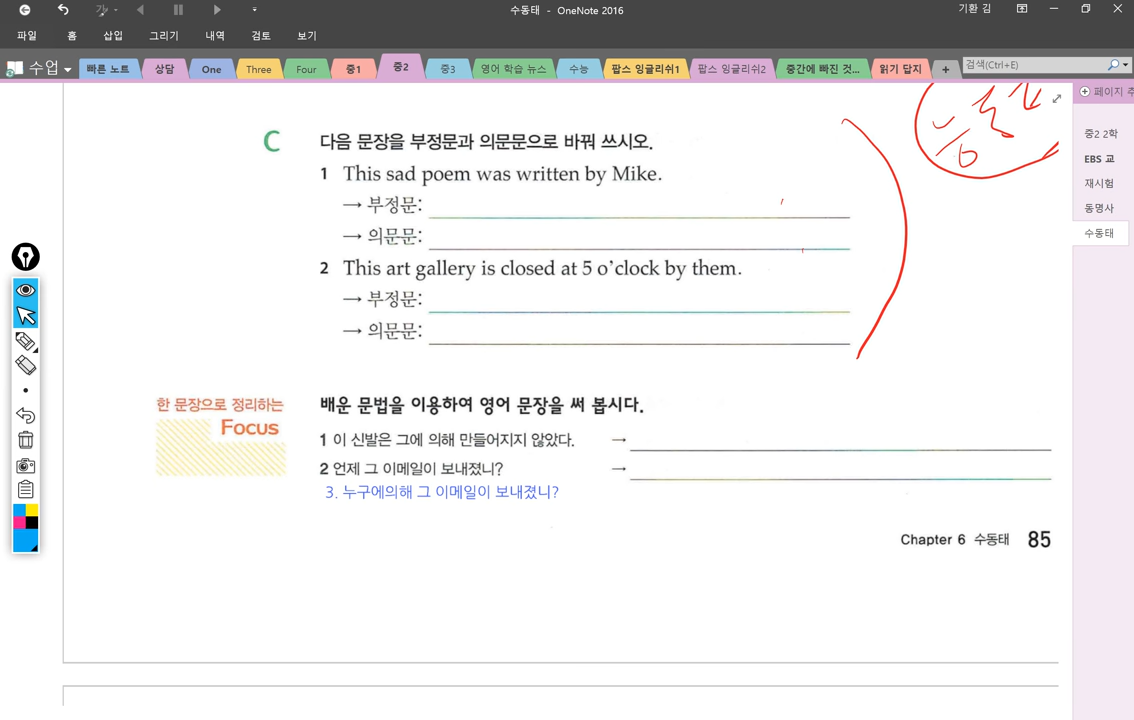 수동태 - OneNote 2016
기환 김
파일 홈 삽입 그리기 내역 검토 보기
수업 빠른 노트 상담 One Three Four 중1 중2 중3 영어 학습 뉴스 수능 팝스 잉글리쉬1 팝스 잉글리쉬2 중간에 빠진 것... 읽기 답지 + 검색(Ctrl+E)
페이지 추
중2 2학
EBS 교
재시험
동명사
수동태
C 다음 문장을 부정문과 의문문으로 바꿔 쓰시오.
1 This sad poem was written by Mike.
→ 부정문:
→ 의문문:
2 This art gallery is closed at 5 o'clock by them.
→ 부정문:
→ 의문문:
한 문장으로 정리하는
Focus
배운 문법을 이용하여 영어 문장을 써 봅시다.
1 이 신발은 그에 의해 만들어지지 않았다. →
2 언제 그 이메일이 보내졌니? →
3. 누구에의해 그 이메일이 보내졌니?
Chapter 6 수동태 85